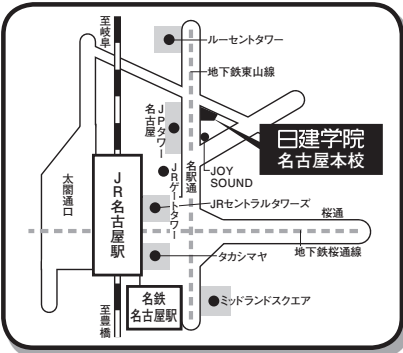 至岐阜
ルーセントタワー
地下鉄東山線
JPタワー
名古屋
日建学院
名古屋本校
名駅通
JOY
SOUND
JRゲートタワー
太閤通口
JR名古屋駅
JRセントラルタワーズ
桜通
地下鉄桜通線
タカシマヤ
至豊橋
名鉄
名古屋駅
ミッドランドスクエア